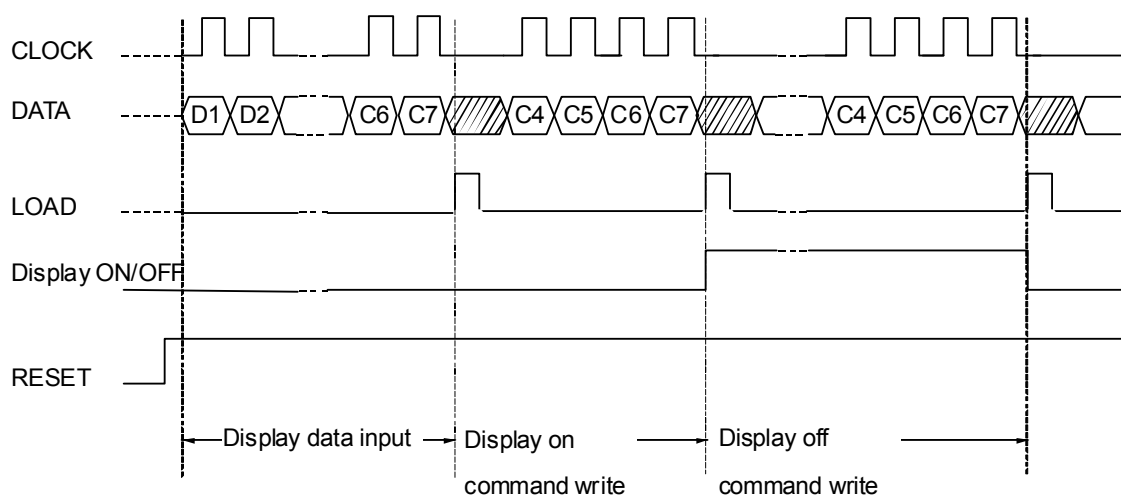 CLOCK
DATA D1 D2 C6 C7 C4 C5 C6 C7 C4 C5 C6 C7
LOAD
Display ON/OFF
RESET
Display data input Display on Display off
command write command write